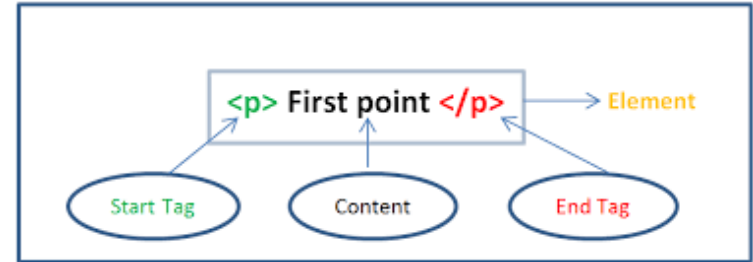 <p> First point </p>
Element
Start Tag
Content
End Tag